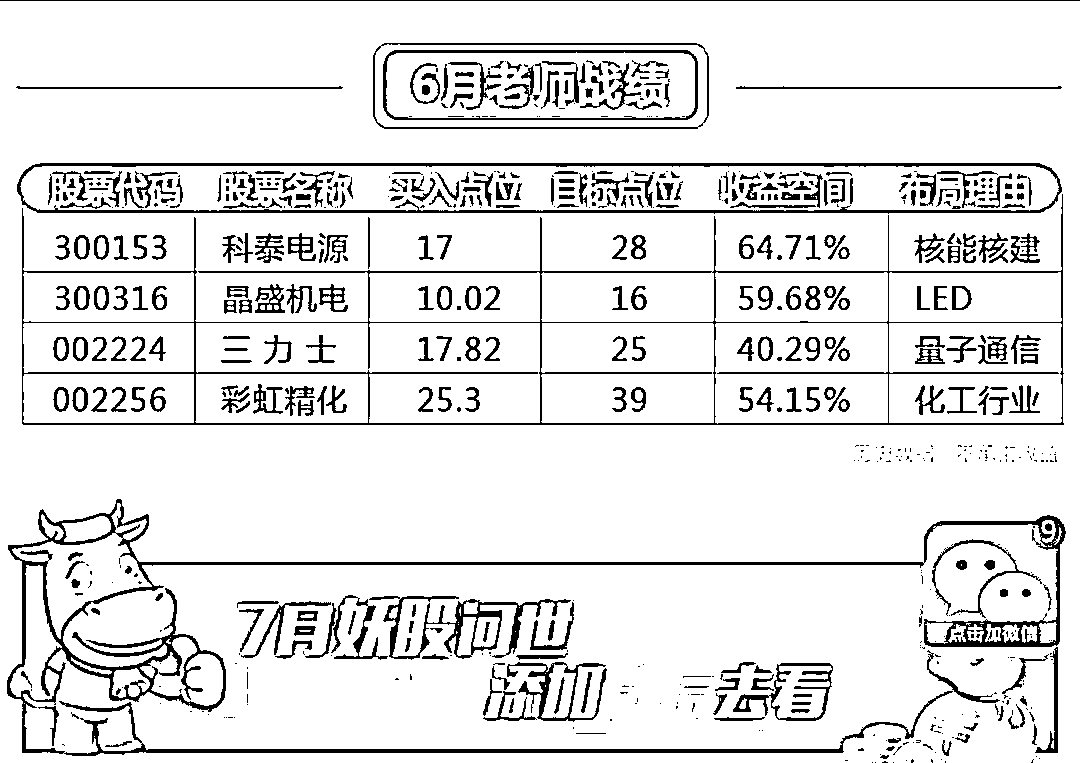 6月老师战绩
股票代码 股票名称 买入点位 目标点位 收益空间 布局理由
300153 科泰电源 17 28 64.71% 核能核建
300316 晶盛机电 10.02 16 59.68% LED
002224 三力士 17.82 25 40.29% 量子通信
002256 彩虹精化 25.3 39 54.15% 化工行业
9
点击加微信
7月妖股问世
添加 去看